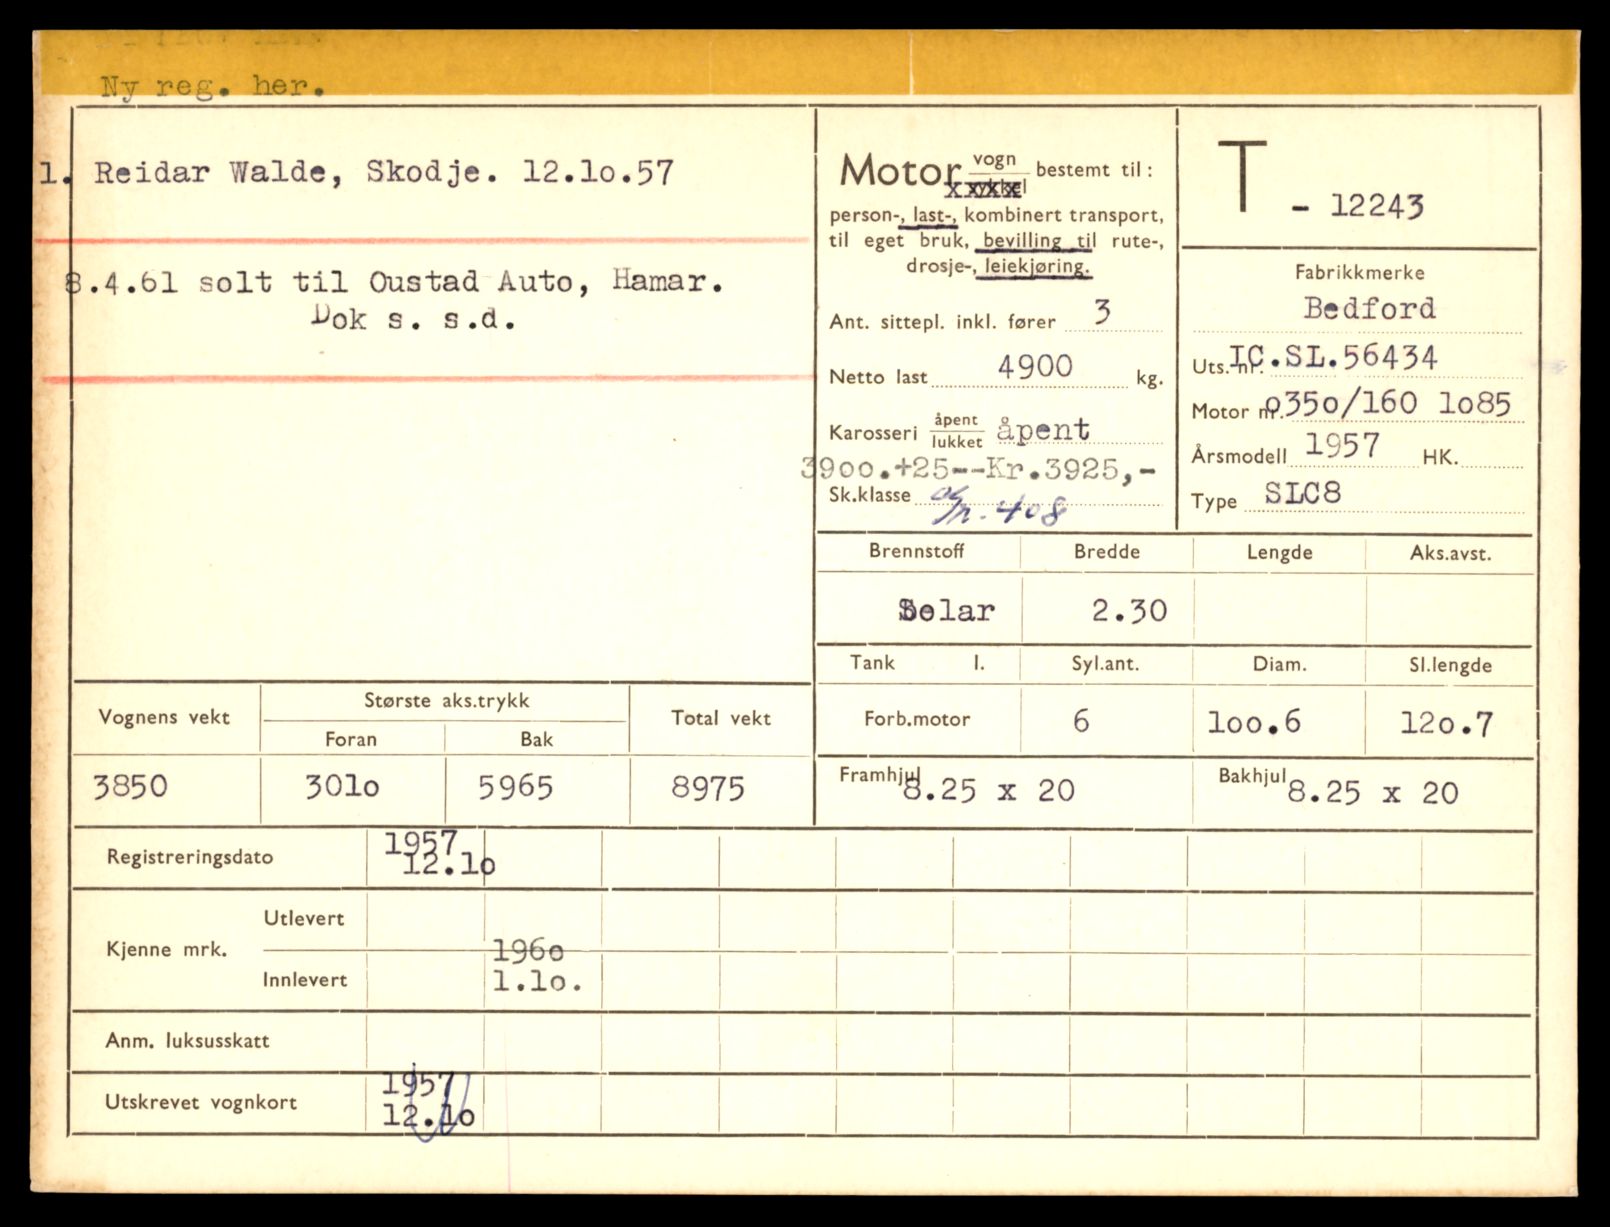 Ny reg. her.
1. Reidar Walde, Skodje. 12.1o.57
8.4.61 solt til Oustad Auto, Hamar.
Dok s. s.d.
Motor vogn bestemt til:
xxxx
person-, last-, kombinert transport,
til eget bruk, bevilling til rute-,
drosje-, leiekjøring.
Ant. sittepl. inkl. fører 3
Netto last 4900 kg.
Karosseri åpent/lukket åpent
39oo.+25--Kr.3925,-
Sk.klasse
408
T - 12243
Fabrikkmerke
Bedford
Uts. nr. IC.SL.56434
Motor nr. o35o/160 1o85
Årsmodell 1957 HK.
Type SLC8
Brennstoff Bredde Lengde Aks.avst.
Solar 2.30
Tank l. Syl.ant. Diam. Sl.lengde
Forb.motor 6 1oo.6 12o.7
Framhjul 8.25 x 20 Bakhjul 8.25 x 20
Vognens vekt Største aks.trykk Total vekt
Foran Bak
3850 301o 5965 8975
Registreringsdato 1957
12.1o
Kjenne mrk. Utlevert
Innlevert 196o
1.1o.
Anm. luksusskatt
Utskrevet vognkort 1957
12.1o